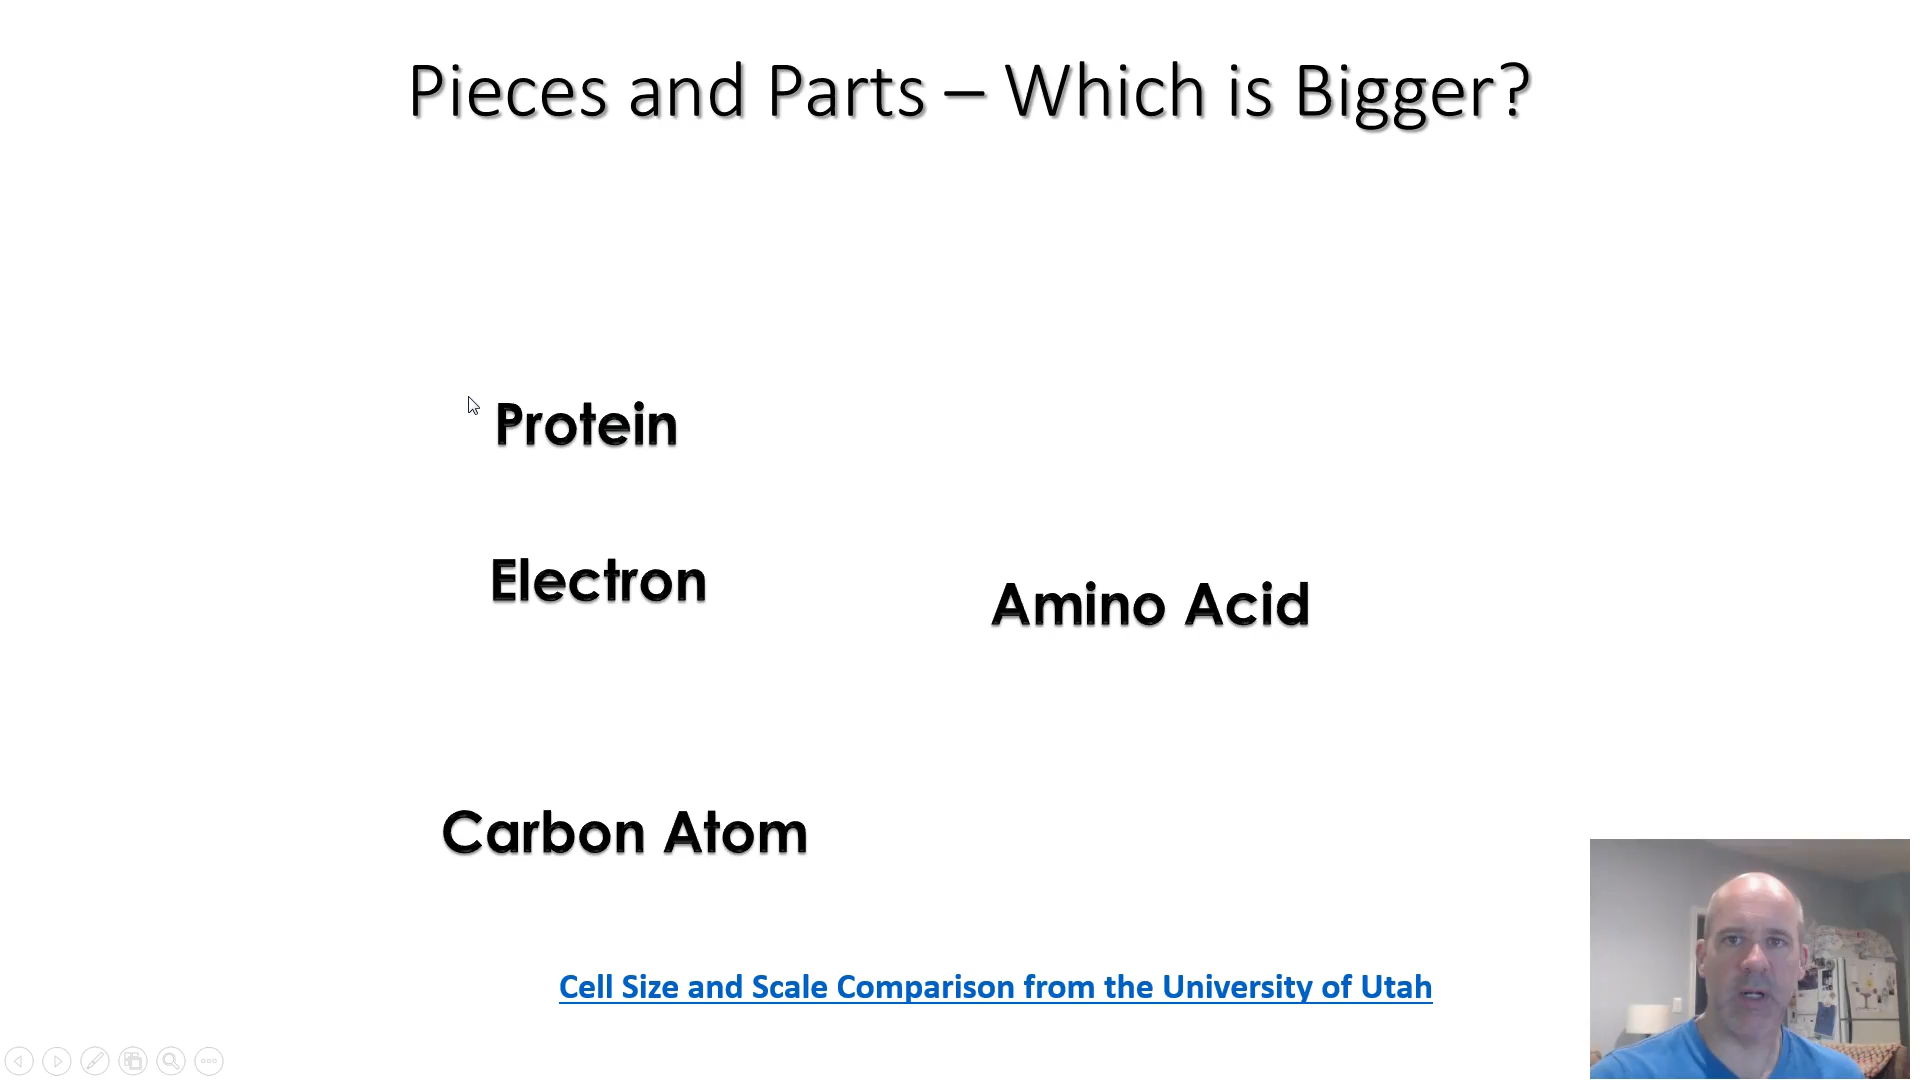 Pieces and Parts – Which is Bigger?
Protein
Electron
Amino Acid
Carbon Atom
Cell Size and Scale Comparison from the University of Utah